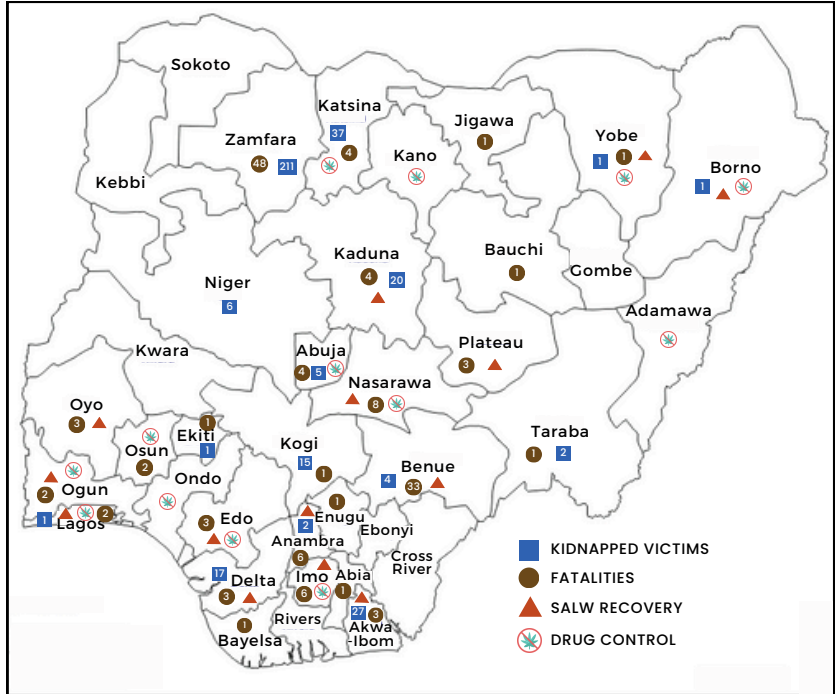 Sokoto
Katsina
37
4
Zamfara
48
211
Kebbi
Kano
Jigawa
1
Yobe
1
1
Borno
1
Kaduna
4
20
Niger
6
Bauchi
1
Gombe
Adamawa
Kwara
Abuja
4
5
Plateau
3
Nasarawa
8
Oyo
3
Osun
2
Ekiti
1
1
Kogi
15
1
Benue
4
33
Taraba
1
2
Ogun
2
Lagos
1
2
Ondo
Edo
3
Enugu
1
2
Ebonyi
Anambra
6
Cross
River
Delta
17
3
Imo
6
Abia
1
Bayelsa
1
Rivers
27
3
Akwa
-Ibom
KIDNAPPED VICTIMS
FATALITIES
SALW RECOVERY
DRUG CONTROL